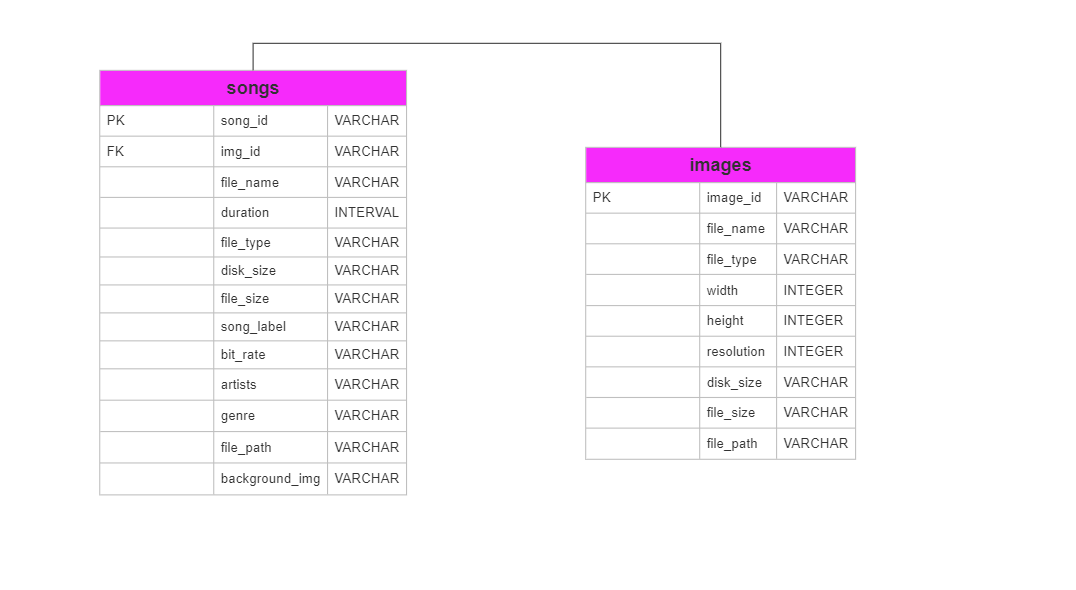 songs
PK song_id VARCHAR
FK img_id VARCHAR
file_name VARCHAR
duration INTERVAL
file_type VARCHAR
disk_size VARCHAR
file_size VARCHAR
song_label VARCHAR
bit_rate VARCHAR
artists VARCHAR
genre VARCHAR
file_path VARCHAR
background_img VARCHAR
images
PK image_id VARCHAR
file_name VARCHAR
file_type VARCHAR
width INTEGER
height INTEGER
resolution INTEGER
disk_size VARCHAR
file_size VARCHAR
file_path VARCHAR